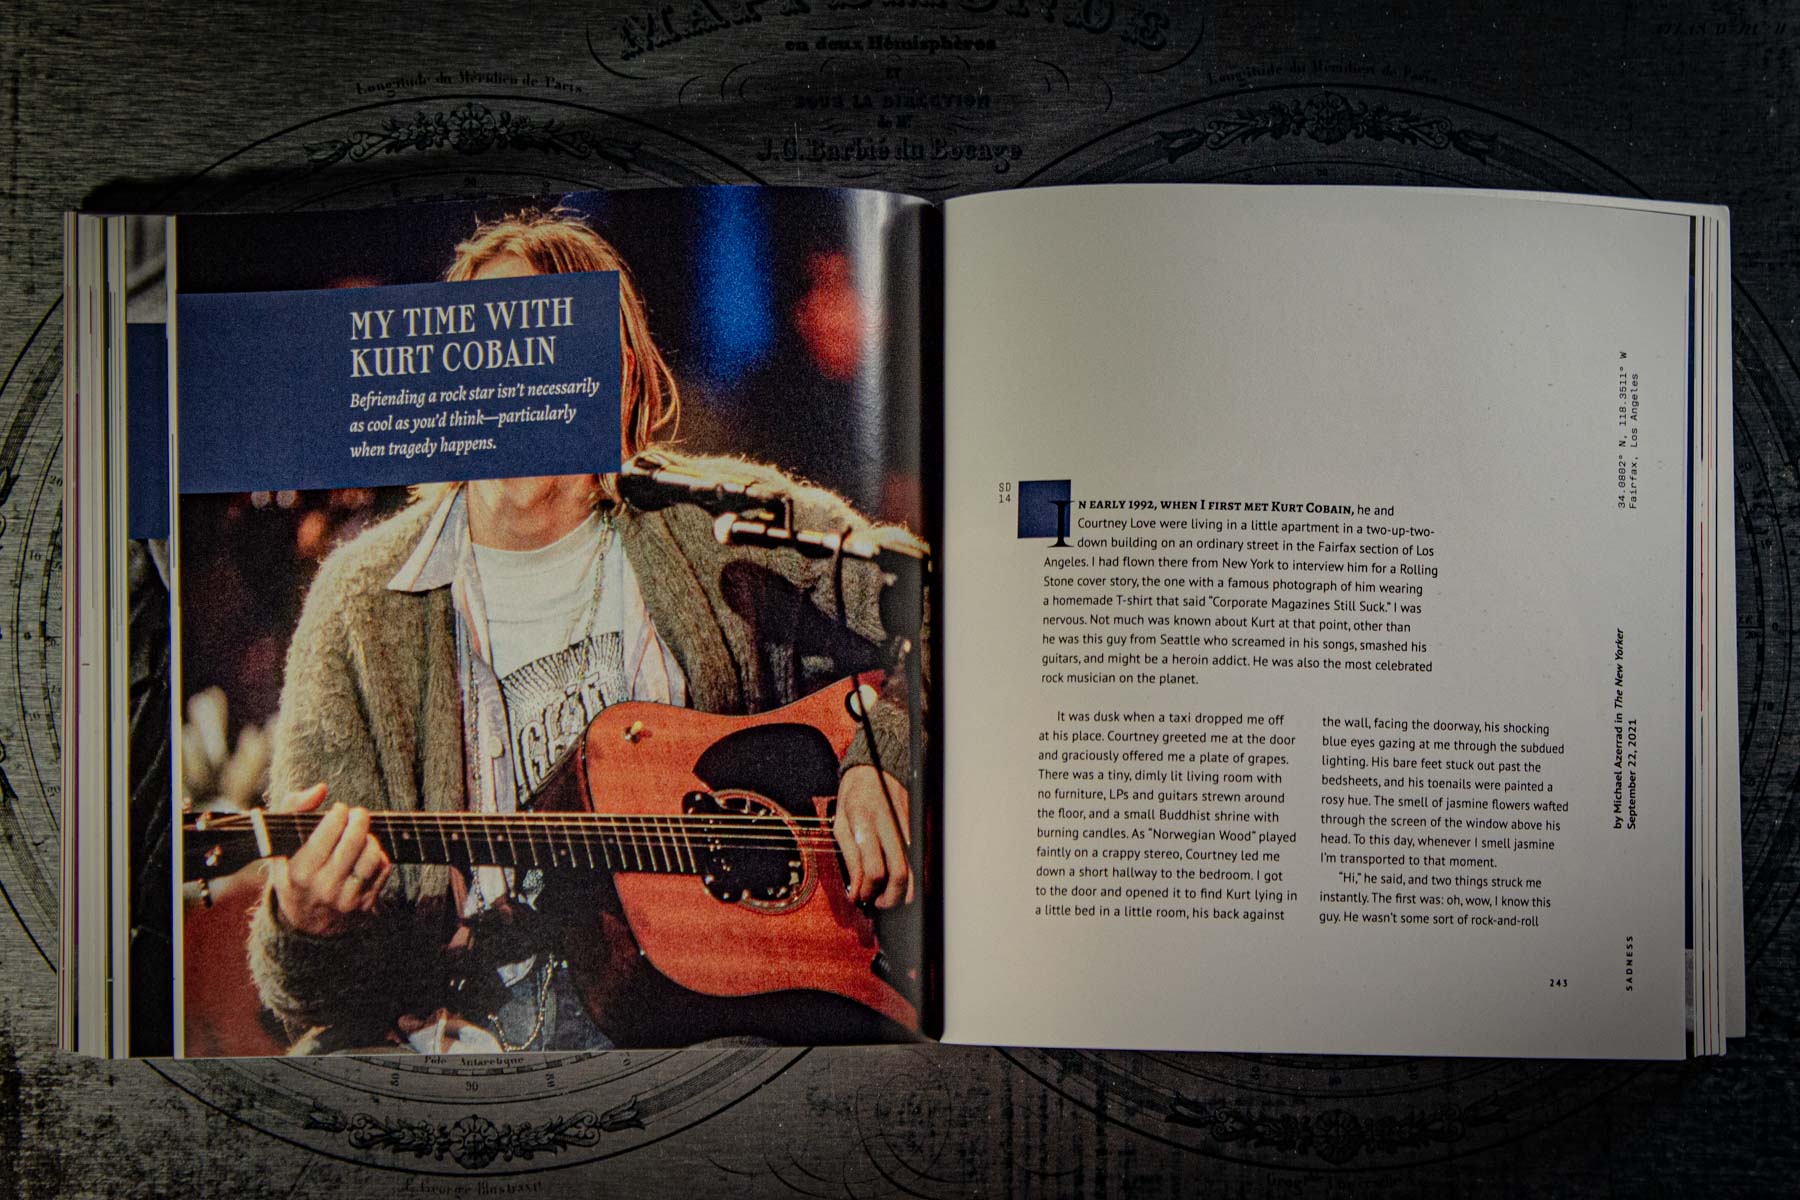 en deux Hémisphères
ET
SOUS LA DIRECTION
de Mr
J.G. Barbié du Bocage
Longitude du Méridien de Paris.
Longitude du Méridien de Paris.
MY TIME WITH
KURT COBAIN
Befriending a rock star isn't necessarily
as cool as you'd think—particularly
when tragedy happens.
SD
14
IN EARLY 1992, WHEN I FIRST MET KURT COBAIN, he and
Courtney Love were living in a little apartment in a two-up-two-
down building on an ordinary street in the Fairfax section of Los
Angeles. I had flown there from New York to interview him for a Rolling
Stone cover story, the one with a famous photograph of him wearing
a homemade T-shirt that said "Corporate Magazines Still Suck." I was
nervous. Not much was known about Kurt at that point, other than
he was this guy from Seattle who screamed in his songs, smashed his
guitars, and might be a heroin addict. He was also the most celebrated
rock musician on the planet.
It was dusk when a taxi dropped me off
at his place. Courtney greeted me at the door
and graciously offered me a plate of grapes.
There was a tiny, dimly lit living room with
no furniture, LPs and guitars strewn around
the floor, and a small Buddhist shrine with
burning candles. As "Norwegian Wood" played
faintly on a crappy stereo, Courtney led me
down a short hallway to the bedroom. I got
to the door and opened it to find Kurt lying in
a little bed in a little room, his back against
the wall, facing the doorway, his shocking
blue eyes gazing at me through the subdued
lighting. His bare feet stuck out past the
bedsheets, and his toenails were painted a
rosy hue. The smell of jasmine flowers wafted
through the screen of the window above his
head. To this day, whenever I smell jasmine
I'm transported to that moment.
"Hi," he said, and two things struck me
instantly. The first was: oh, wow, I know this
guy. He wasn't some sort of rock-and-roll
243
34.0882° N, 118.3511° W
Fairfax, Los Angeles
by Michael Azerrad in The New Yorker
September 22, 2021
SADNESS
Pole Antarctique
90